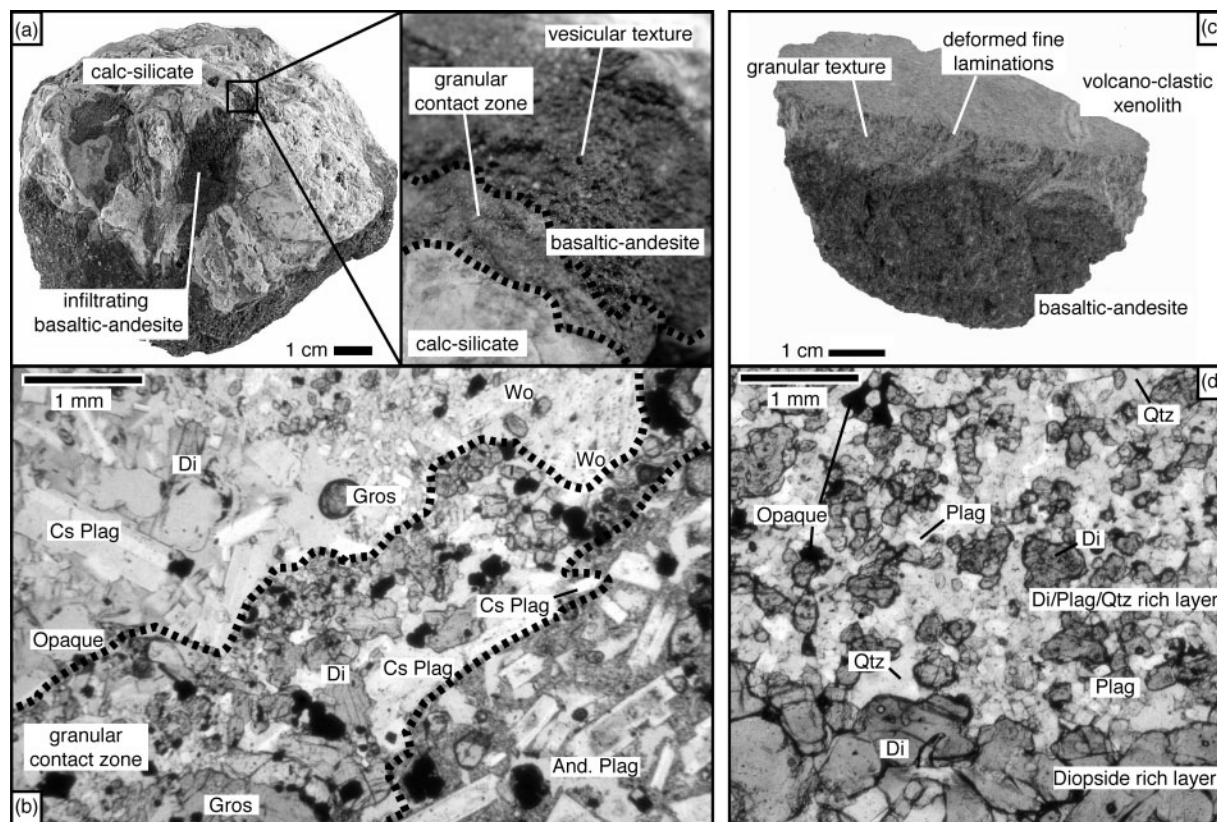 (a)
calc-silicate
infiltrating
basaltic-andesite
1 cm
vesicular texture
granular
contact zone
basaltic-andesite
calc-silicate
(c)
granular texture
deformed fine
laminations
volcano-clastic
xenolith
basaltic-andesite
1 cm
1 mm
Wo
Di
Wo
Gros
Cs Plag
Cs Plag
Opaque
Di
Cs Plag
granular
contact zone
And. Plag
Gros
(b)
1 mm
(d)
Qtz
Opaque
Plag
Di
Di/Plag/Qtz rich layer
Qtz
Plag
Di
Diopside rich layer